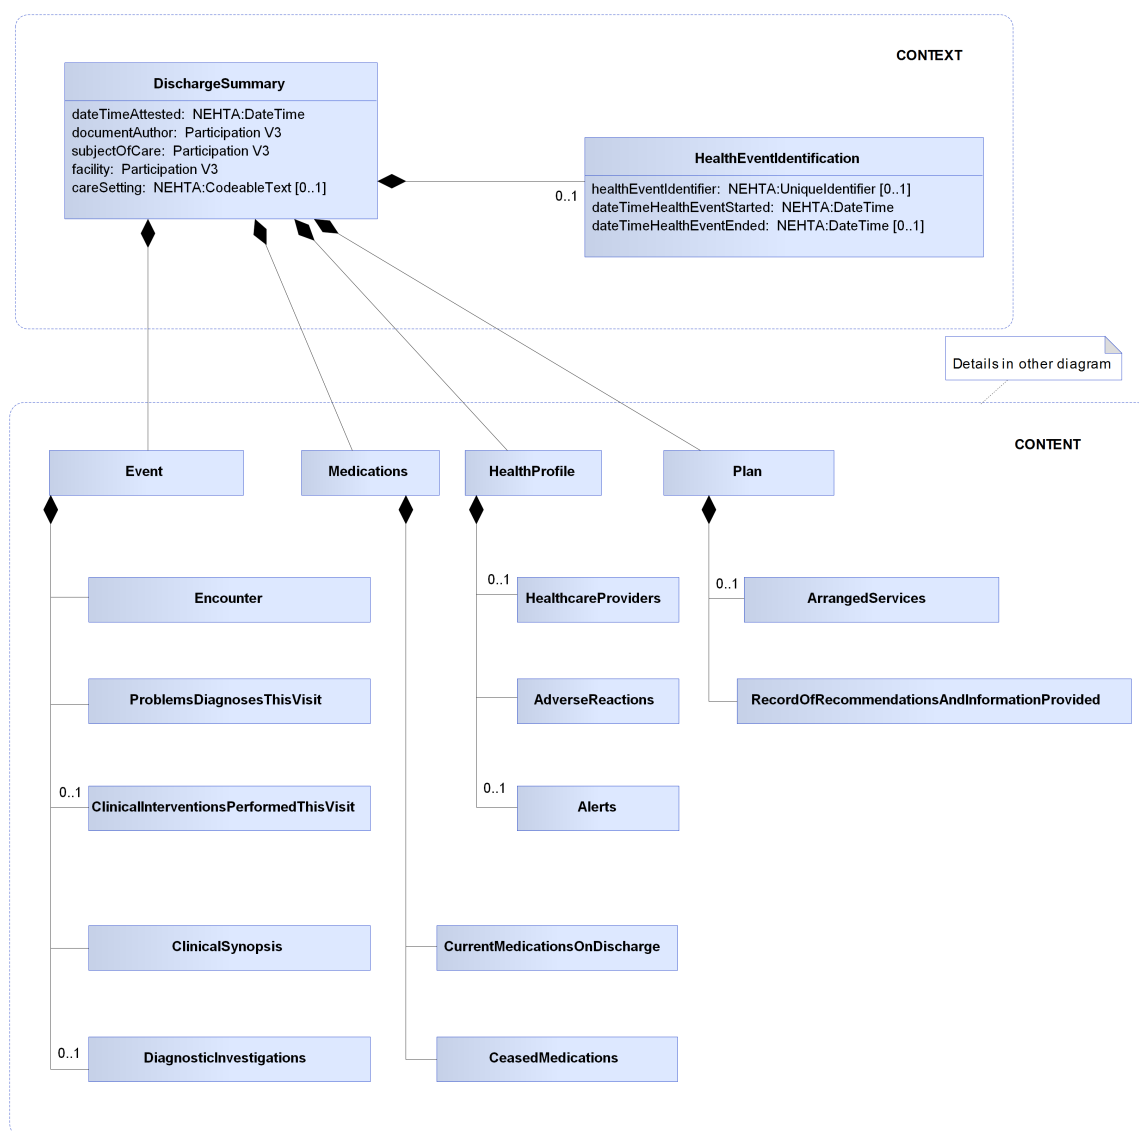 CONTEXT
DischargeSummary
dateTimeAttested:  NEHTA:DateTime
documentAuthor:  Participation V3
subjectOfCare:  Participation V3
facility:  Participation V3
careSetting:  NEHTA:CodeableText [0..1]
HealthEventIdentification
healthEventIdentifier:  NEHTA:UniqueIdentifier [0..1]
dateTimeHealthEventStarted:  NEHTA:DateTime
dateTimeHealthEventEnded:  NEHTA:DateTime [0..1]
0..1
Details in other diagram
CONTENT
Event
Medications
HealthProfile
Plan
Encounter
0..1
HealthcareProviders
0..1
ArrangedServices
ProblemsDiagnosesThisVisit
AdverseReactions
RecordOfRecommendationsAndInformationProvided
0..1
ClinicalInterventionsPerformedThisVisit
0..1
Alerts
ClinicalSynopsis
CurrentMedicationsOnDischarge
0..1
DiagnosticInvestigations
CeasedMedications